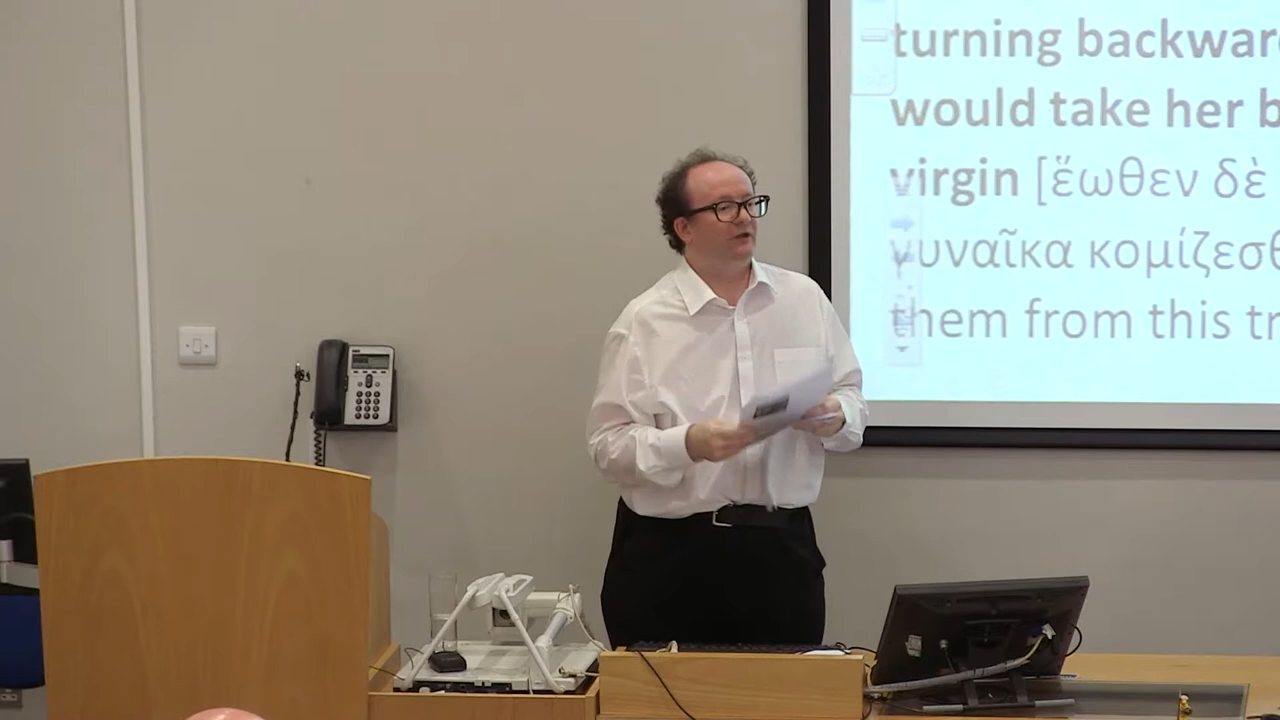 turning backward
would take her b
virgin [ἕωθεν δὲ
γυναῖκα κομίζεσθ
them from this tr